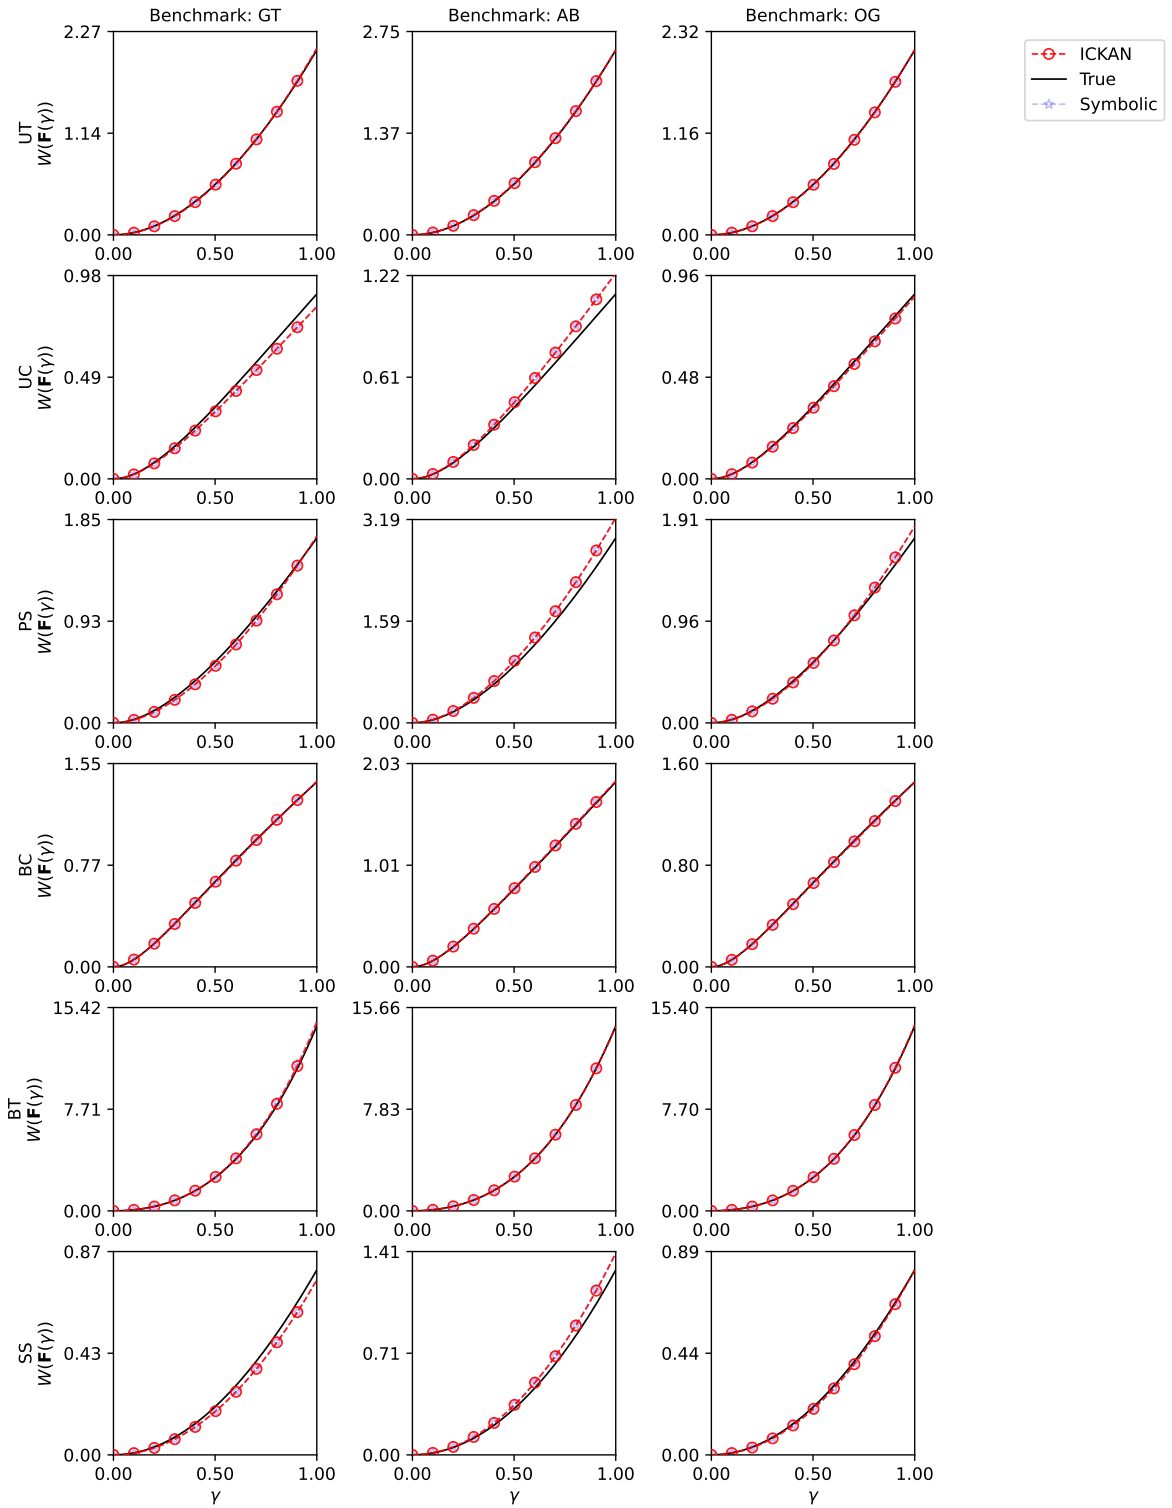 Benchmark: GT
Benchmark: AB
Benchmark: OG
ICKAN
True
Symbolic
UT
W(F(γ))
2.27
1.14
0.00
0.00 0.50 1.00
2.75
1.37
0.00
0.00 0.50 1.00
2.32
1.16
0.00
0.00 0.50 1.00
UC
W(F(γ))
0.98
0.49
0.00
0.00 0.50 1.00
1.22
0.61
0.00
0.00 0.50 1.00
0.96
0.48
0.00
0.00 0.50 1.00
PS
W(F(γ))
1.85
0.93
0.00
0.00 0.50 1.00
3.19
1.59
0.00
0.00 0.50 1.00
1.91
0.96
0.00
0.00 0.50 1.00
BC
W(F(γ))
1.55
0.77
0.00
0.00 0.50 1.00
2.03
1.01
0.00
0.00 0.50 1.00
1.60
0.80
0.00
0.00 0.50 1.00
BT
W(F(γ))
15.42
7.71
0.00
0.00 0.50 1.00
15.66
7.83
0.00
0.00 0.50 1.00
15.40
7.70
0.00
0.00 0.50 1.00
SS
W(F(γ))
0.87
0.43
0.00
0.00 0.50 1.00
γ
1.41
0.71
0.00
0.00 0.50 1.00
γ
0.89
0.44
0.00
0.00 0.50 1.00
γ